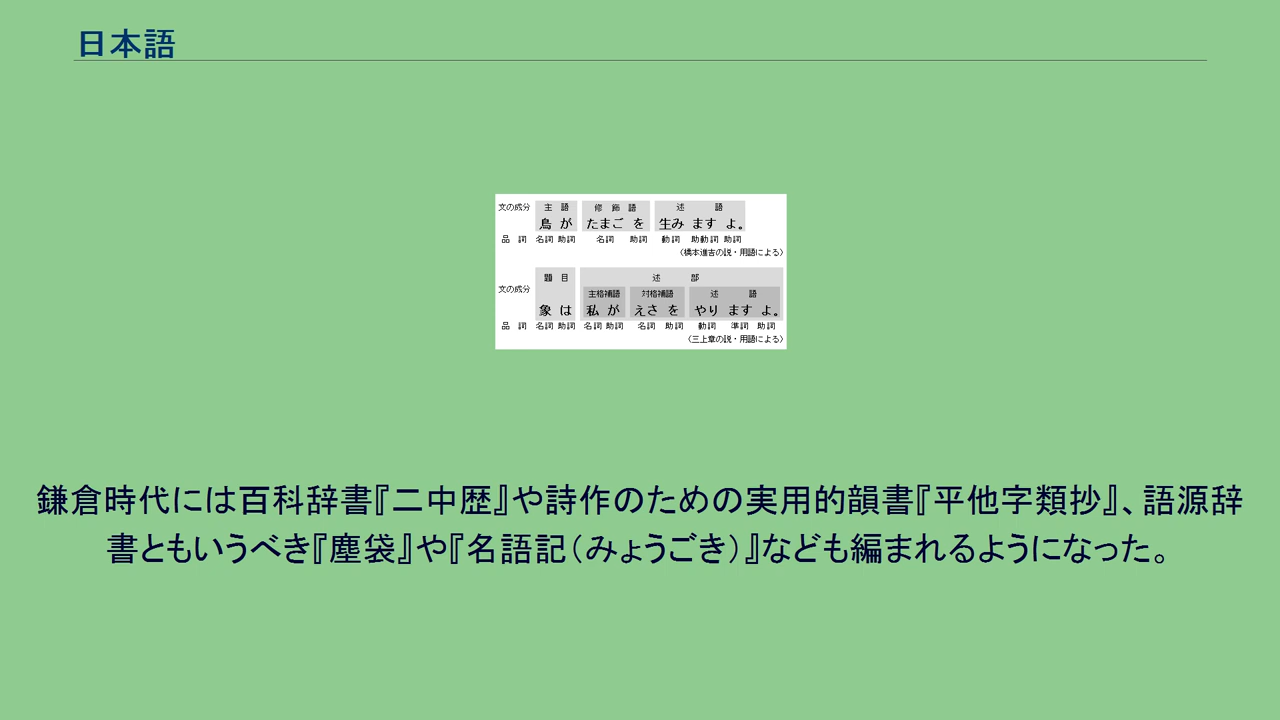 日本語
文の成分 主語 修飾語 述語
鳥が たまごを 生みますよ。
品詞 名詞 助詞 名詞 助詞 動詞 助動詞 助詞
(橋本進吉の説・用語による)
題目 述部
文の成分 主格補語 対格補語 述語
象は 私が えさを やりますよ。
品詞 名詞 助詞 名詞 助詞 名詞 助詞 動詞 準詞 助詞
(三上章の説・用語による)
鎌倉時代には百科辞書『二中歴』や詩作のための実用的韻書『平他字類抄』、語源辞
書ともいうべき『塵袋』や『名語記(みょうごき)』なども編まれるようになった。